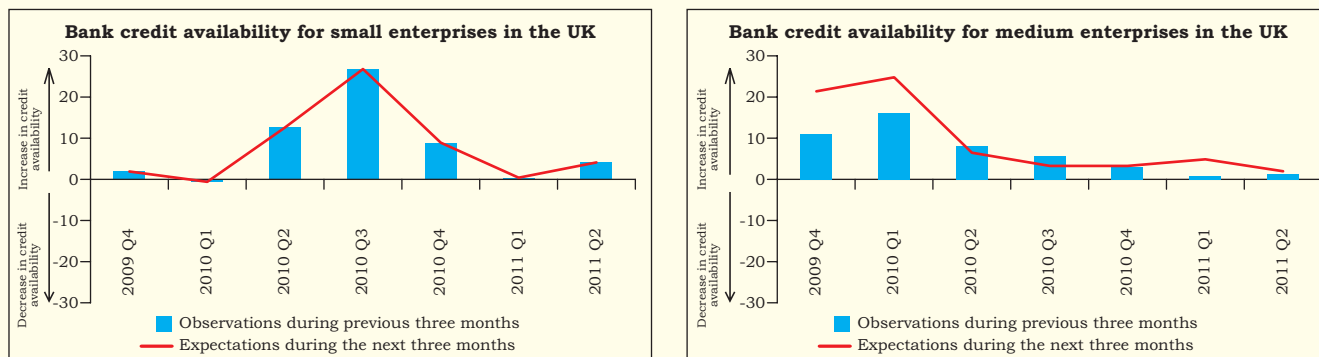 Bank credit availability for small enterprises in the UK
30
20
10
0
-10
-20
-30
Increase in credit
availability
Decrease in credit
availability
2009 Q4
2010 Q1
2010 Q2
2010 Q3
2010 Q4
2011 Q1
2011 Q2
Observations during previous three months
Expectations during the next three months
Bank credit availability for medium enterprises in the UK
30
20
10
0
-10
-20
-30
Increase in credit
availability
Decrease in credit
availability
2009 Q4
2010 Q1
2010 Q2
2010 Q3
2010 Q4
2011 Q1
2011 Q2
Observations during previous three months
Expectations during the next three months